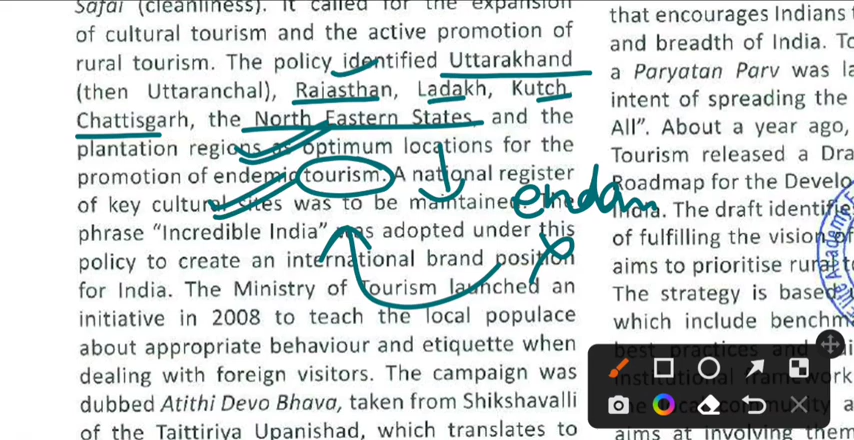 Safai (cleanliness). It called for the expansion
of cultural tourism and the active promotion of
rural tourism. The policy identified Uttarakhand
(then Uttaranchal), Rajasthan, Ladakh, Kutch,
Chattisgarh, the North Eastern States and the
plantation regions as optimum locations for the
promotion of endemic tourism. A national register
of key cultural sites was to be maintained. The
phrase “Incredible India” was adopted under this
policy to create an international brand position
for India. The Ministry of Tourism launched an
initiative in 2008 to teach the local populace
about appropriate behaviour and etiquette when
dealing with foreign visitors. The campaign was
dubbed Atithi Devo Bhava, taken from Shikshavalli
of the Taittiriya Upanishad, which translates to
endam
that encourages Indians
and breadth of India. To
a Paryatan Parv was la
intent of spreading the
All”. About a year ago,
Tourism released a Dra
Roadmap for the Develo
India. The draft identifie
of fulfilling the vision of
aims to prioritise rural t
The strategy is based
which include benchm
best practices and
institutional framework
the local community a
aims at involving them
Academy